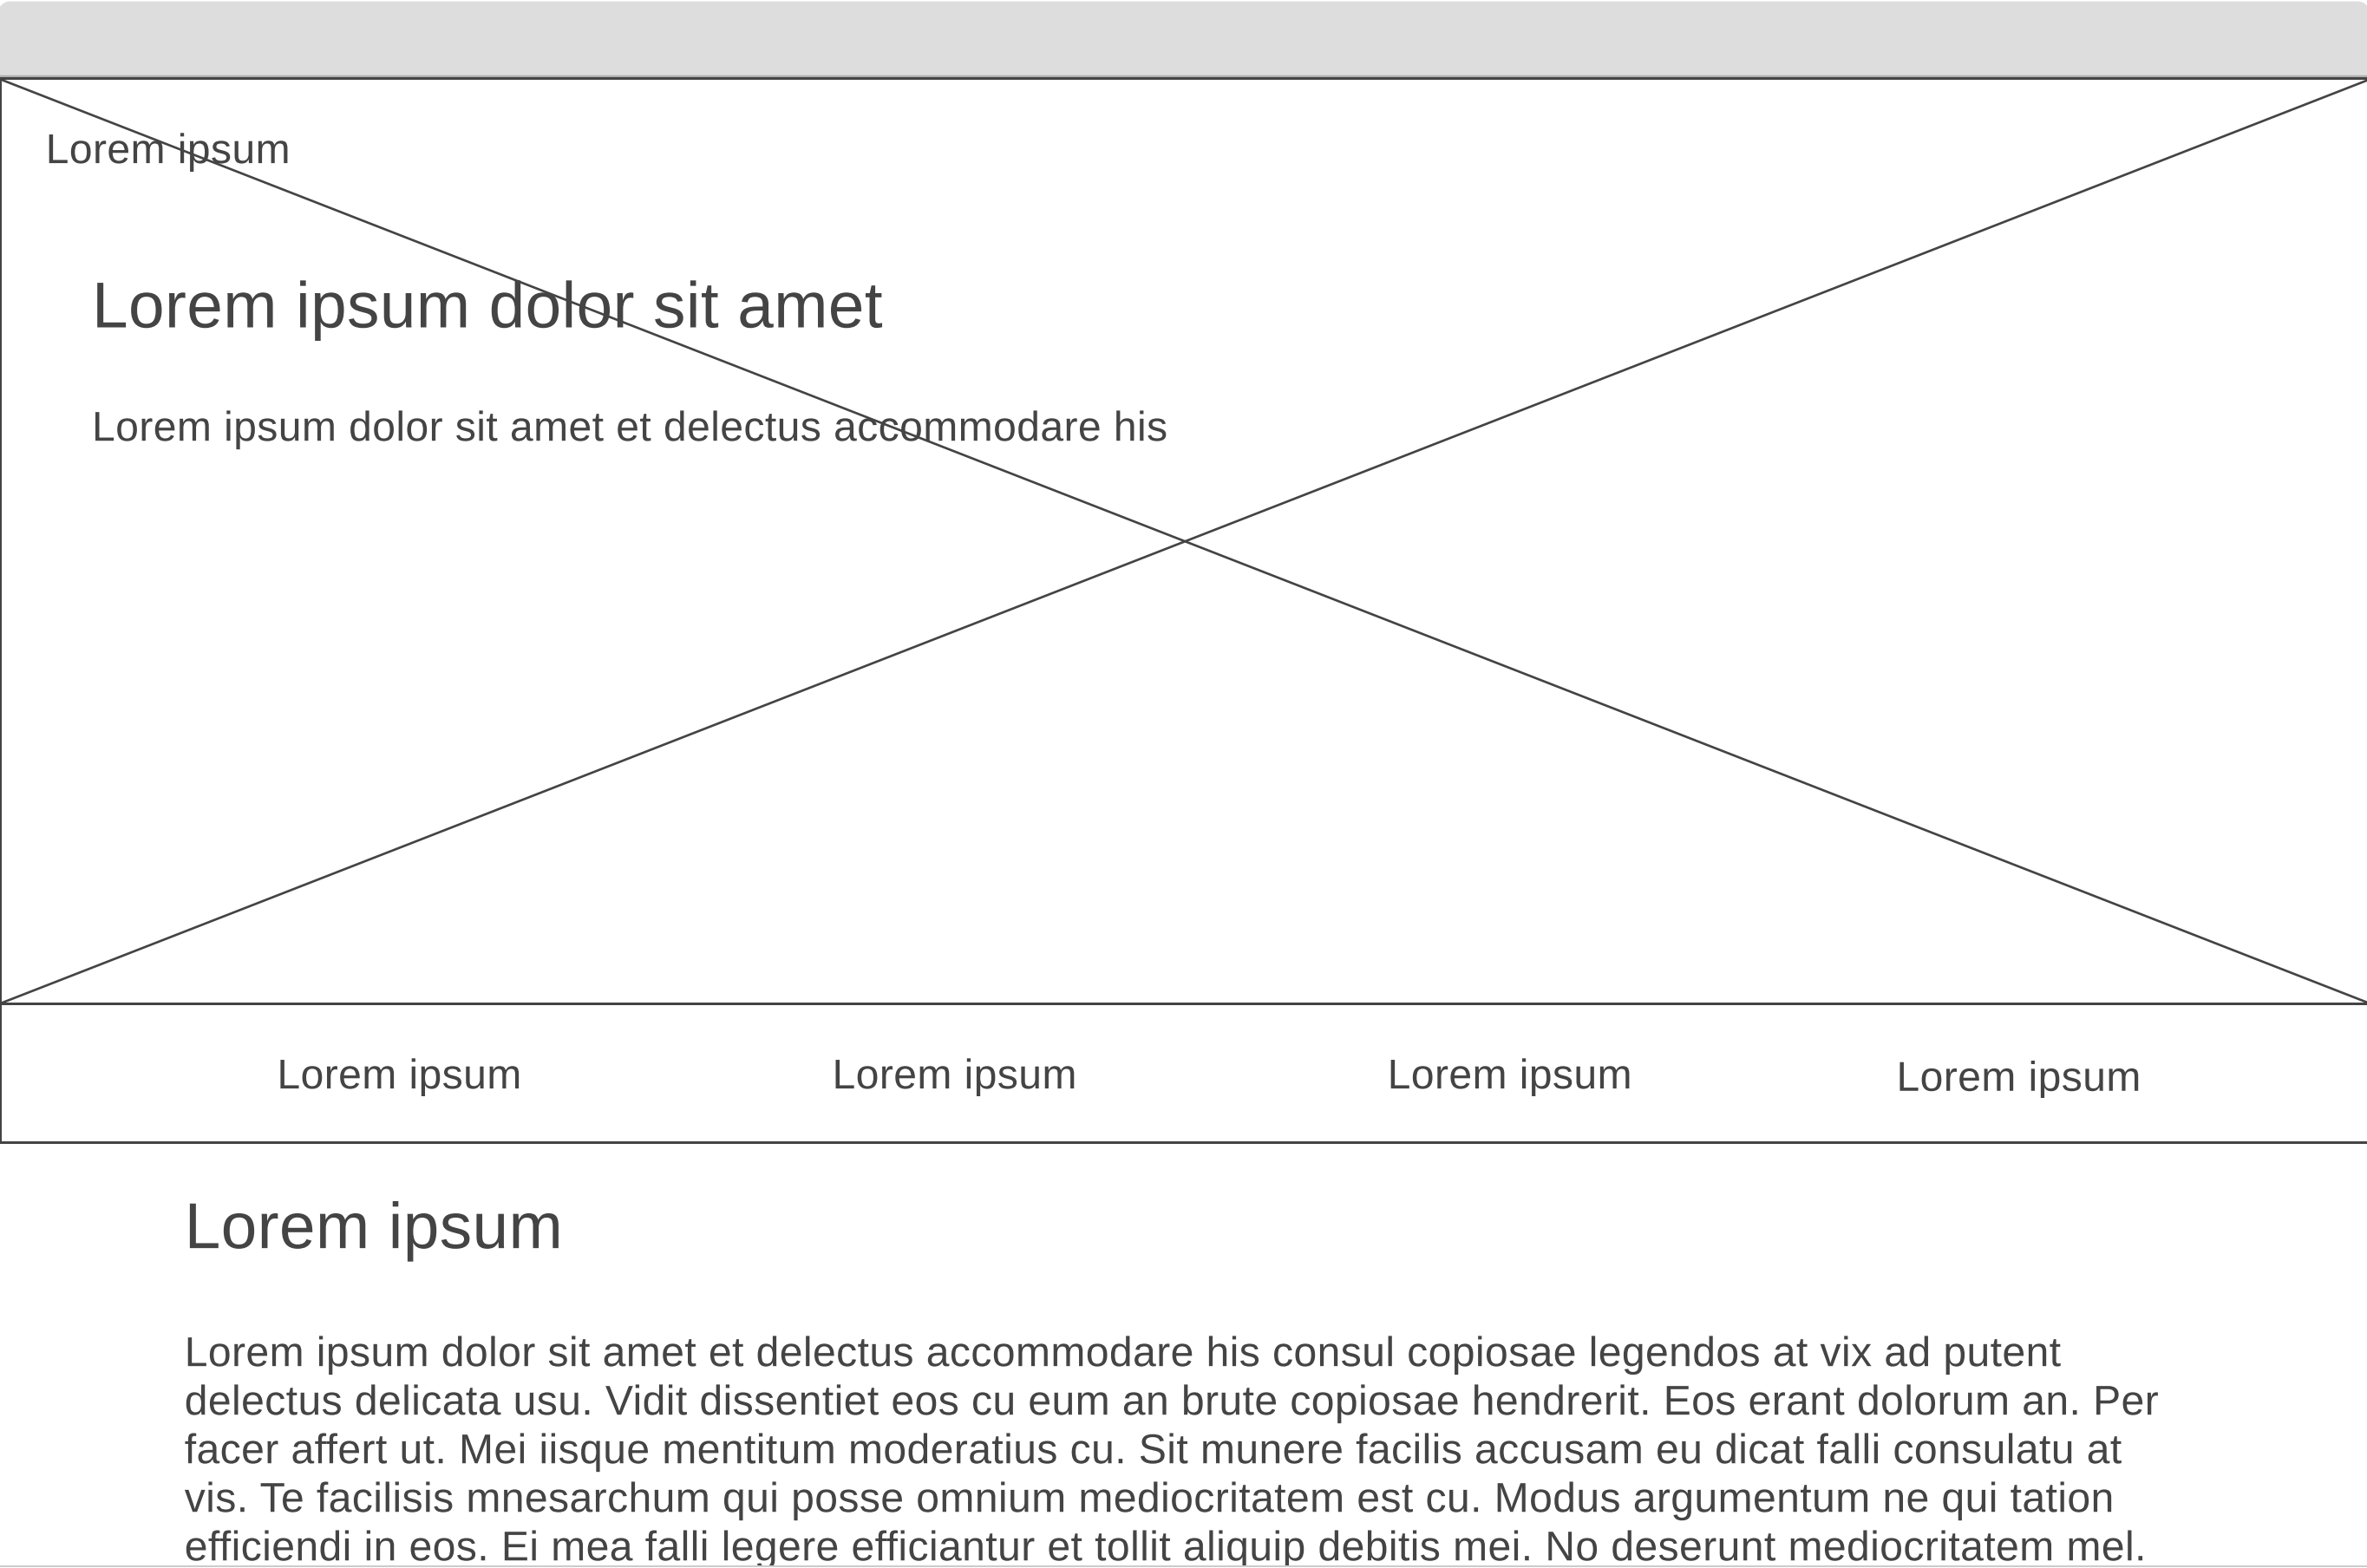 Lorem ipsum
Lorem ipsum dolor sit amet
Lorem ipsum dolor sit amet et delectus accommodare his
Lorem ipsum
Lorem ipsum
Lorem ipsum
Lorem ipsum
Lorem ipsum
Lorem ipsum dolor sit amet et delectus accommodare his consul copiosae legendos at vix ad putent
delectus delicata usu. Vidit dissentiet eos cu eum an brute copiosae hendrerit. Eos erant dolorum an. Per
facer affert ut. Mei iisque mentitum moderatius cu. Sit munere facilis accusam eu dicat falli consulatu at
vis. Te facilisis mnesarchum qui posse omnium mediocritatem est cu. Modus argumentum ne qui tation
efficiendi in eos. Ei mea falli legere efficiantur et tollit aliquip debitis mei. No deserunt mediocritatem mel.